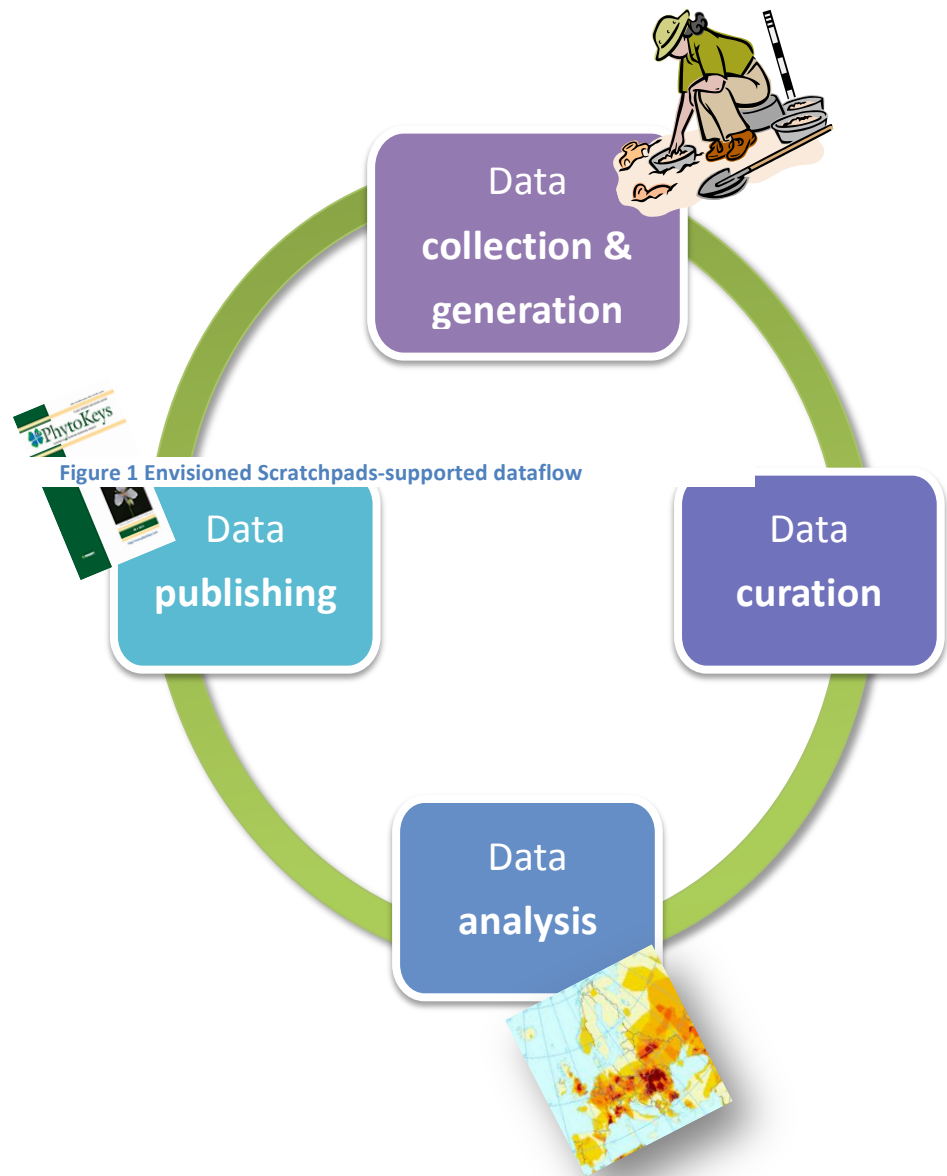 Data
collection &
generation
PhytoKeys
Figure 1 Envisioned Scratchpads-supported dataflow
Data
publishing
Data
curation
Data
analysis